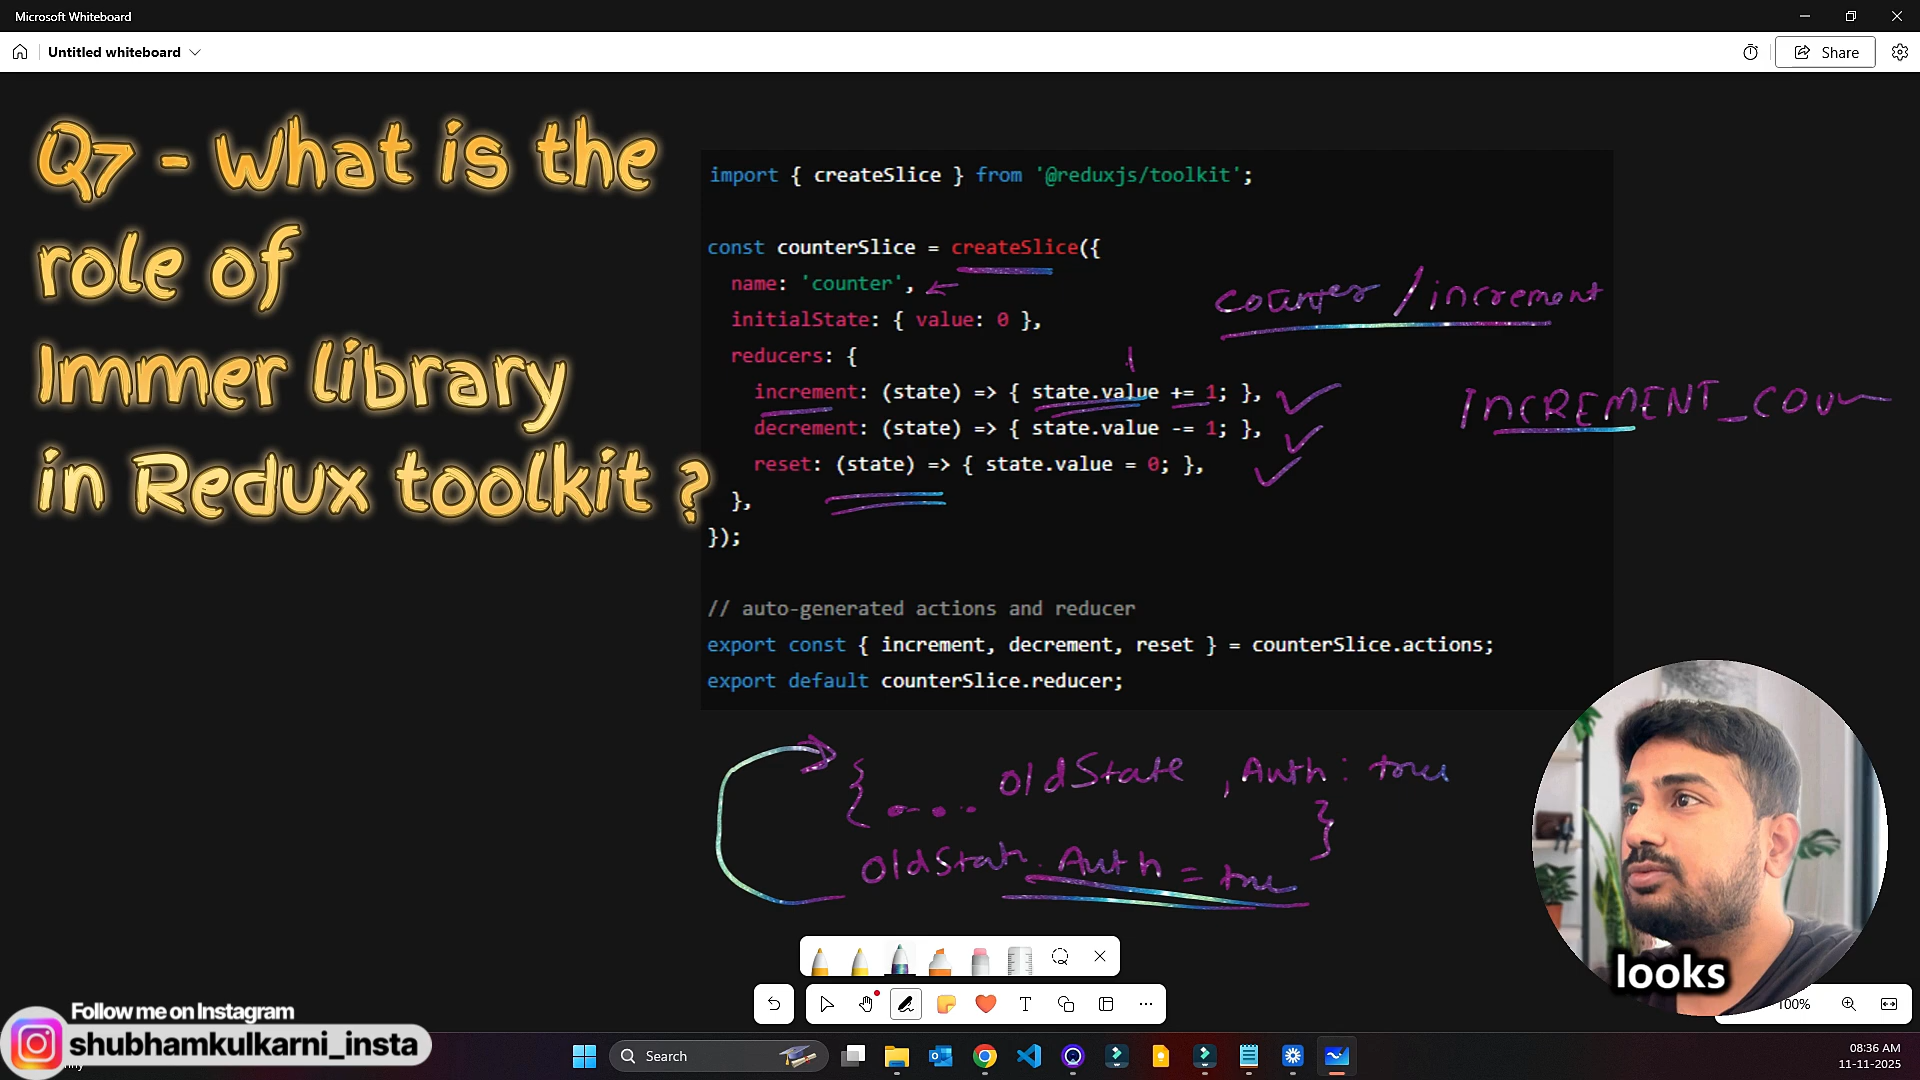 Microsoft Whiteboard
Untitled whiteboard
Share
Q7 - What is the
role of
Immer library
in Redux toolkit ?
import { createSlice } from '@reduxjs/toolkit';
const counterSlice = createSlice({
name: 'counter',
initialState: { value: 0 },
reducers: {
increment: (state) => { state.value += 1; },
decrement: (state) => { state.value -= 1; },
reset: (state) => { state.value = 0; },
},
});
// auto-generated actions and reducer
export const { increment, decrement, reset } = counterSlice.actions;
export default counterSlice.reducer;
counter / increment
INCREMENT_COU
{ ... oldState , Auth : true
}
oldState . Auth = true
looks
100%
Follow me on Instagram
shubhamkulkarni_insta
Search
08:36 AM
11-11-2025